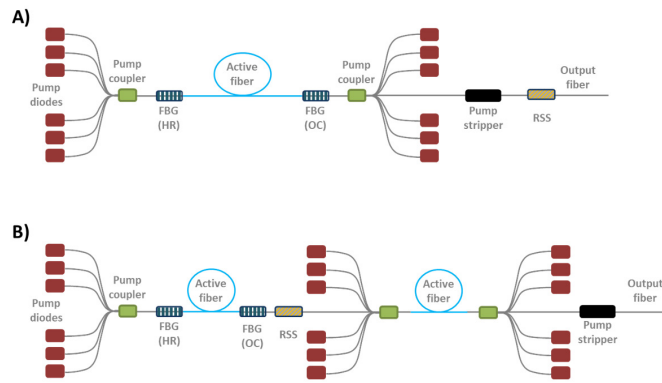 A)
Pump
diodes
Pump
coupler
FBG
(HR)
Active
fiber
FBG
(OC)
Pump
coupler
Pump
stripper
RSS
Output
fiber
B)
Pump
diodes
Pump
coupler
FBG
(HR)
Active
fiber
FBG
(OC)
RSS
Active
fiber
Pump
stripper
Output
fiber